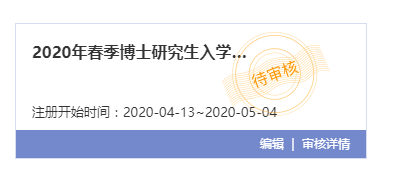 2020年春季博士研究生入学...
待审核
注册开始时间：2020-04-13~2020-05-04
编辑 | 审核详情